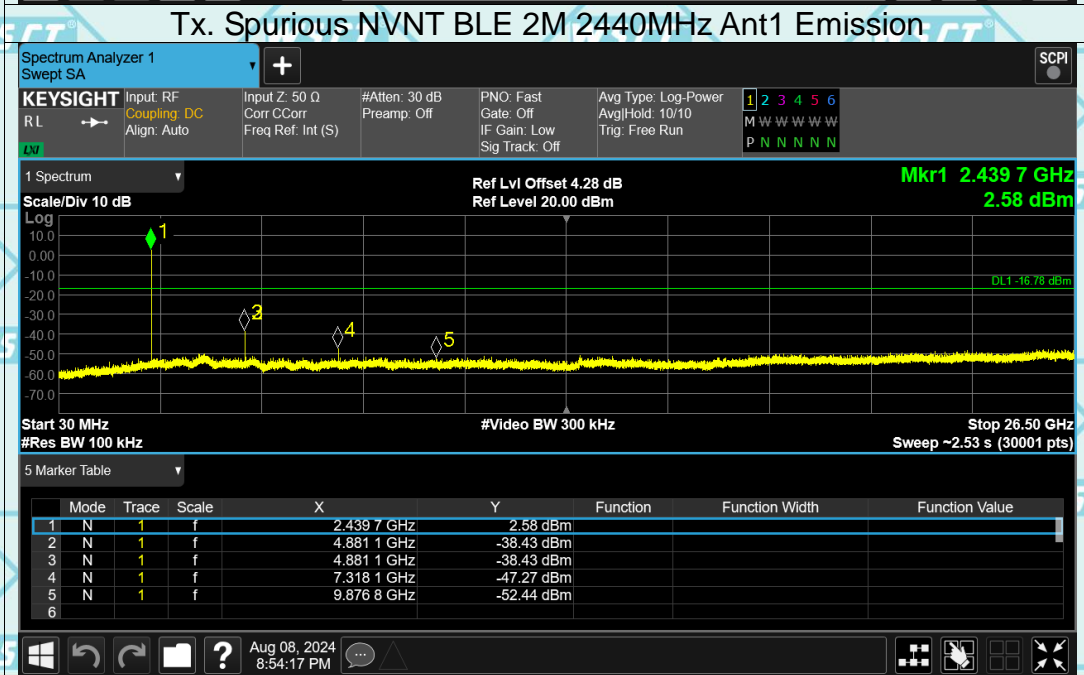 Tx. Spurious NVNT BLE 2M 2440MHz Ant1 Emission
Spectrum Analyzer 1
Swept SA
+
SCPI
KEYSIGHT
RL
LXI
Input: RF
Coupling: DC
Align: Auto
Input Z: 50 Ω
Corr CCorr
Freq Ref: Int (S)
#Atten: 30 dB
Preamp: Off
PNO: Fast
Gate: Off
IF Gain: Low
Sig Track: Off
Avg Type: Log-Power
Avg|Hold: 10/10
Trig: Free Run
1 2 3 4 5 6
M W W W W W
P N N N N N
1 Spectrum
Scale/Div 10 dB
Ref Lvl Offset 4.28 dB
Ref Level 20.00 dBm
Mkr1 2.439 7 GHz
2.58 dBm
Log
10.0
0.00
-10.0
-20.0
-30.0
-40.0
-50.0
-60.0
-70.0
1
3
4
5
DL1 -16.78 dBm
Start 30 MHz
#Res BW 100 kHz
#Video BW 300 kHz
Stop 26.50 GHz
Sweep ~2.53 s (30001 pts)
5 Marker Table
Mode Trace Scale X Y Function Function Width Function Value
1 N 1 f 2.439 7 GHz 2.58 dBm
2 N 1 f 4.881 1 GHz -38.43 dBm
3 N 1 f 4.881 1 GHz -38.43 dBm
4 N 1 f 7.318 1 GHz -47.27 dBm
5 N 1 f 9.876 8 GHz -52.44 dBm
6
?
Aug 08, 2024
8:54:17 PM